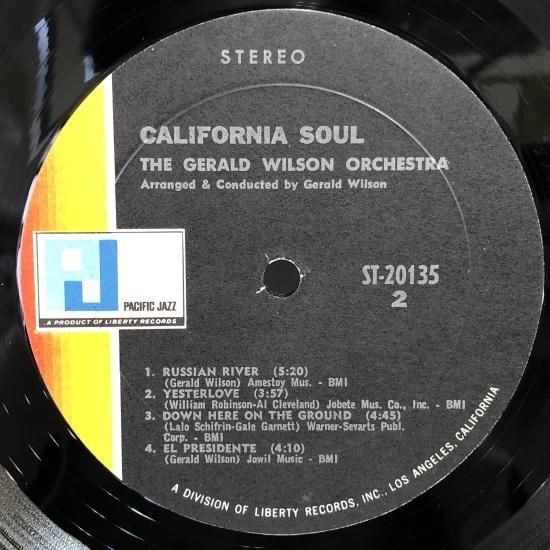 STEREO
CALIFORNIA SOUL
THE GERALD WILSON ORCHESTRA
Arranged & Conducted by Gerald Wilson
PJ
PACIFIC JAZZ
A PRODUCT OF LIBERTY RECORDS
ST-20135
2
1. RUSSIAN RIVER (5:20)
(Gerald Wilson) Amestoy Mus. - BMI
2. YESTERLOVE (3:57)
(William Robinson-Al Cleveland) Jobete Mus. Co., Inc. - BMI
3. DOWN HERE ON THE GROUND (4:45)
(Lalo Schifrin-Gale Garnett) Warner-Sevarts Publ.
Corp. - BMI
4. EL PRESIDENTE (4:10)
(Gerald Wilson) Jowil Music - BMI
A DIVISION OF LIBERTY RECORDS, INC., LOS ANGELES, CALIFORNIA